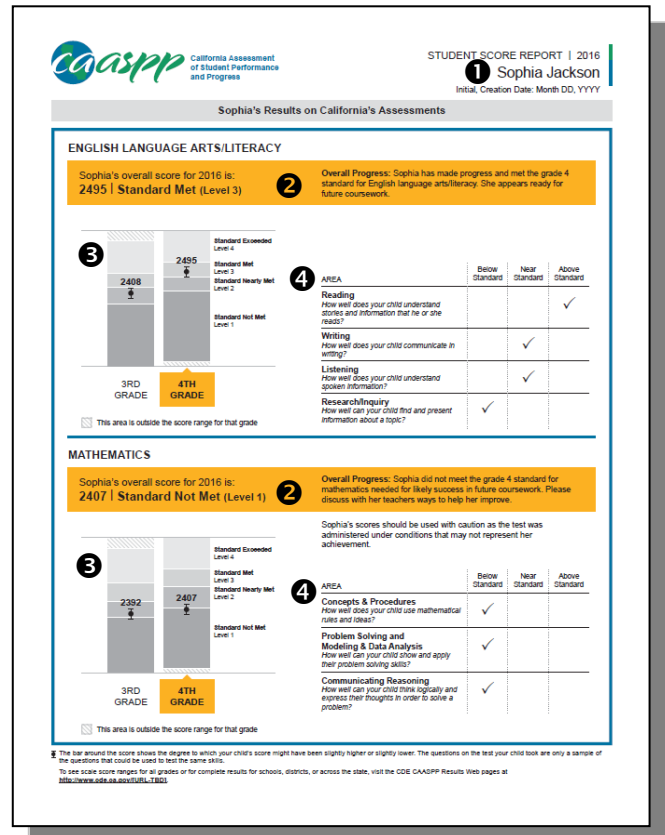 caaspp California Assessment
of Student Performance
and Progress
STUDENT SCORE REPORT | 2016
1 Sophia Jackson
Initial, Creation Date: Month DD, YYYY
Sophia's Results on California's Assessments
ENGLISH LANGUAGE ARTS/LITERACY
Sophia's overall score for 2016 is:
2495 | Standard Met (Level 3)
2
Overall Progress: Sophia has made progress and met the grade 4
standard for English language arts/literacy. She appears ready for
future coursework.
3
2408
2495
Standard Exceeded
Level 4
Standard Met
Level 3
Standard Nearly Met
Level 2
Standard Not Met
Level 1
3RD
GRADE
4TH
GRADE
This area is outside the score range for that grade
4
AREA
Below
Standard
Near
Standard
Above
Standard
Reading
How well does your child understand
stories and information that he or she
reads?
Writing
How well does your child communicate in
writing?
Listening
How well does your child understand
spoken information?
Research/Inquiry
How well can your child find and present
information about a topic?
MATHEMATICS
Sophia's overall score for 2016 is:
2407 | Standard Not Met (Level 1)
2
Overall Progress: Sophia did not meet the grade 4 standard for
mathematics needed for likely success in future coursework. Please
discuss with her teachers ways to help her improve.
Sophia's scores should be used with caution as the test was
administered under conditions that may not represent her
achievement.
3
2392
2407
Standard Exceeded
Level 4
Standard Met
Level 3
Standard Nearly Met
Level 2
Standard Not Met
Level 1
3RD
GRADE
4TH
GRADE
This area is outside the score range for that grade
4
AREA
Below
Standard
Near
Standard
Above
Standard
Concepts & Procedures
How well does your child use mathematical
rules and ideas?
Problem Solving and
Modeling & Data Analysis
How well can your child show and apply
their problem solving skills?
Communicating Reasoning
How well can your child think logically and
express their thoughts in order to solve a
problem?
The bar around the score shows the degree to which your child's score might have been slightly higher or slightly lower. The questions on the test your child took are only a sample of
the questions that could be used to test the same skills.
To see scale score ranges for all grades or for complete results for schools, districts, or across the state, visit the CDE CAASPP Results Web pages at
http://www.cde.ca.gov/[URL-TBD].